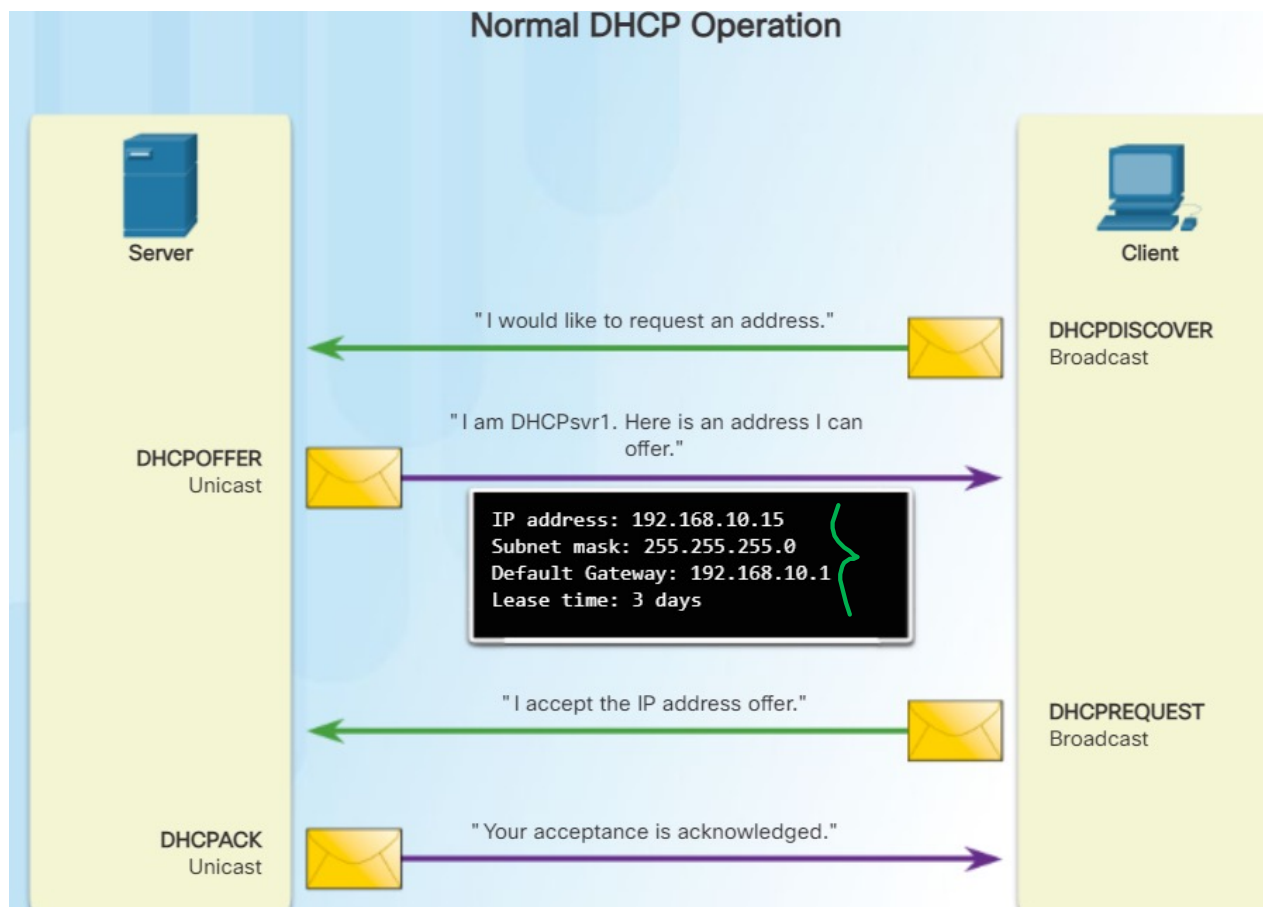 Normal DHCP Operation
Server
Client
"I would like to request an address."
DHCPDISCOVER
Broadcast
"I am DHCPsvr1. Here is an address I can
offer."
DHCPOFFER
Unicast
IP address: 192.168.10.15
Subnet mask: 255.255.255.0
Default Gateway: 192.168.10.1
Lease time: 3 days
"I accept the IP address offer."
DHCPREQUEST
Broadcast
"Your acceptance is acknowledged."
DHCPACK
Unicast